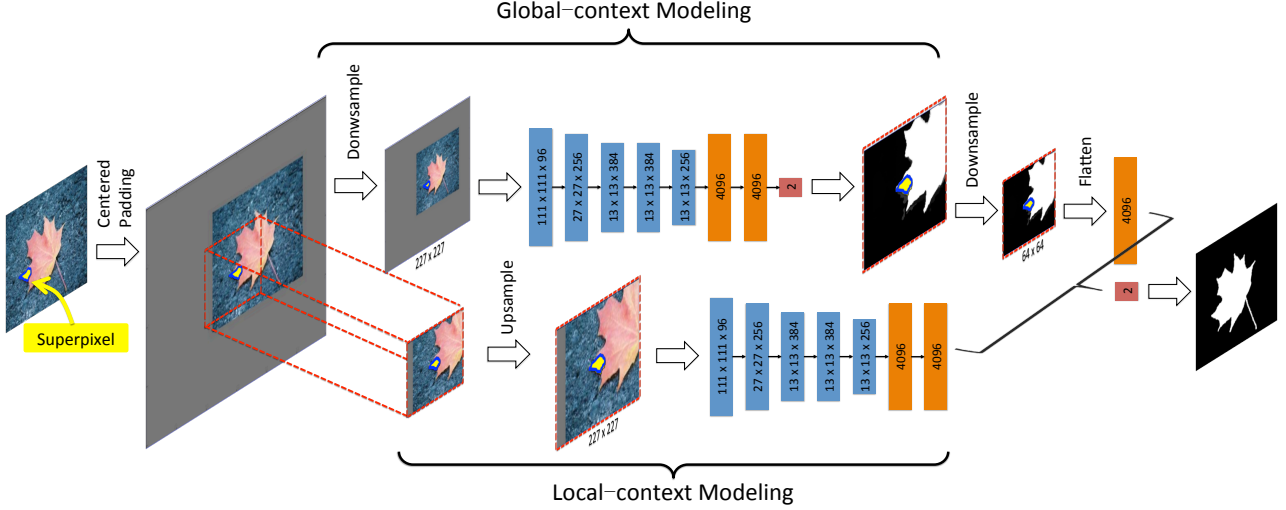 Global-context Modeling
Centered
Padding
Superpixel
Donwsample
227 x 227
111 x 111 x 96
27 x 27 x 256
13 x 13 x 384
13 x 13 x 384
13 x 13 x 256
4096
4096
2
Downsample
64 x 64
Flatten
4096
2
Upsample
227 x 227
111 x 111 x 96
27 x 27 x 256
13 x 13 x 384
13 x 13 x 384
13 x 13 x 256
4096
4096
Local-context Modeling